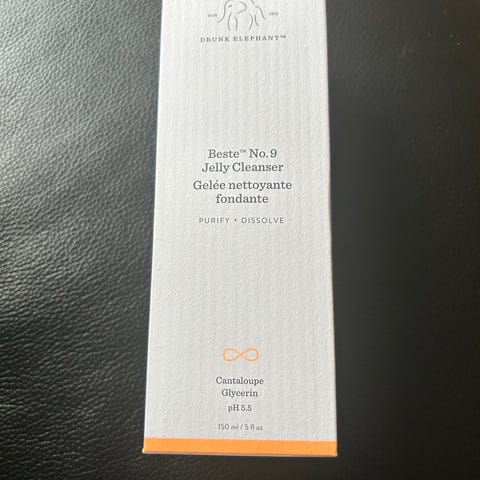 DRUNK ELEPHANT™
Beste™ No. 9
Jelly Cleanser
Gelée nettoyante
fondante
PURIFY • DISSOLVE
Cantaloupe
Glycerin
pH 5.5
150 ml / 5 fl oz